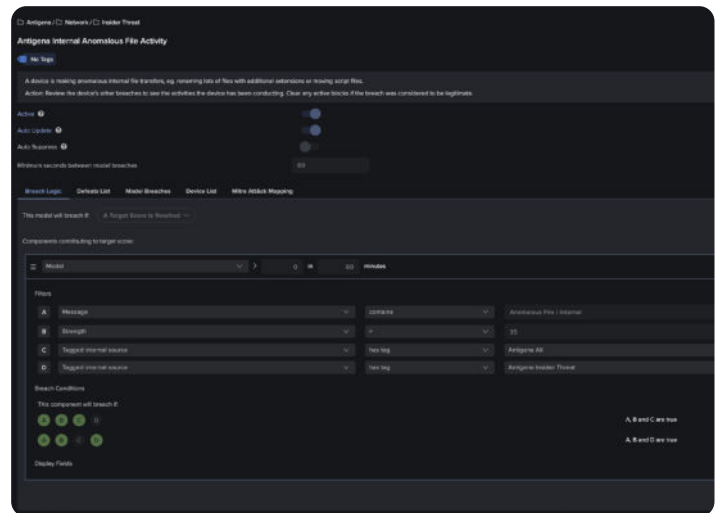 Antigena / Network / Insider Threat
Antigena Internal Anomalous File Activity
No Tags
A device is making anomalous internal file transfers, eg. renaming lots of files with additional extensions or moving script files.
Action: Review the device's other breaches to see the activities the device has been conducting. Clear any active blocks if the breach was considered to be legitimate.
Active
Auto Update
Auto Suppress
Minimum seconds between model breaches
Breach Logic Defeats List Model Breaches Device List Mitre Attack Mapping
This model will breach if: A Target Score is Reached
Components contributing to target score:
Model > 0 in 60 minutes
Filters
A Message contains Anomalous File / Internal
B Strength
C Tagged internal source has tag Antigena All
D Tagged internal source has tag Antigena Insider Threat
Breach Conditions
This component will breach if:
A B C D A, B and C are true
A B C D A, B and D are true
Display Fields